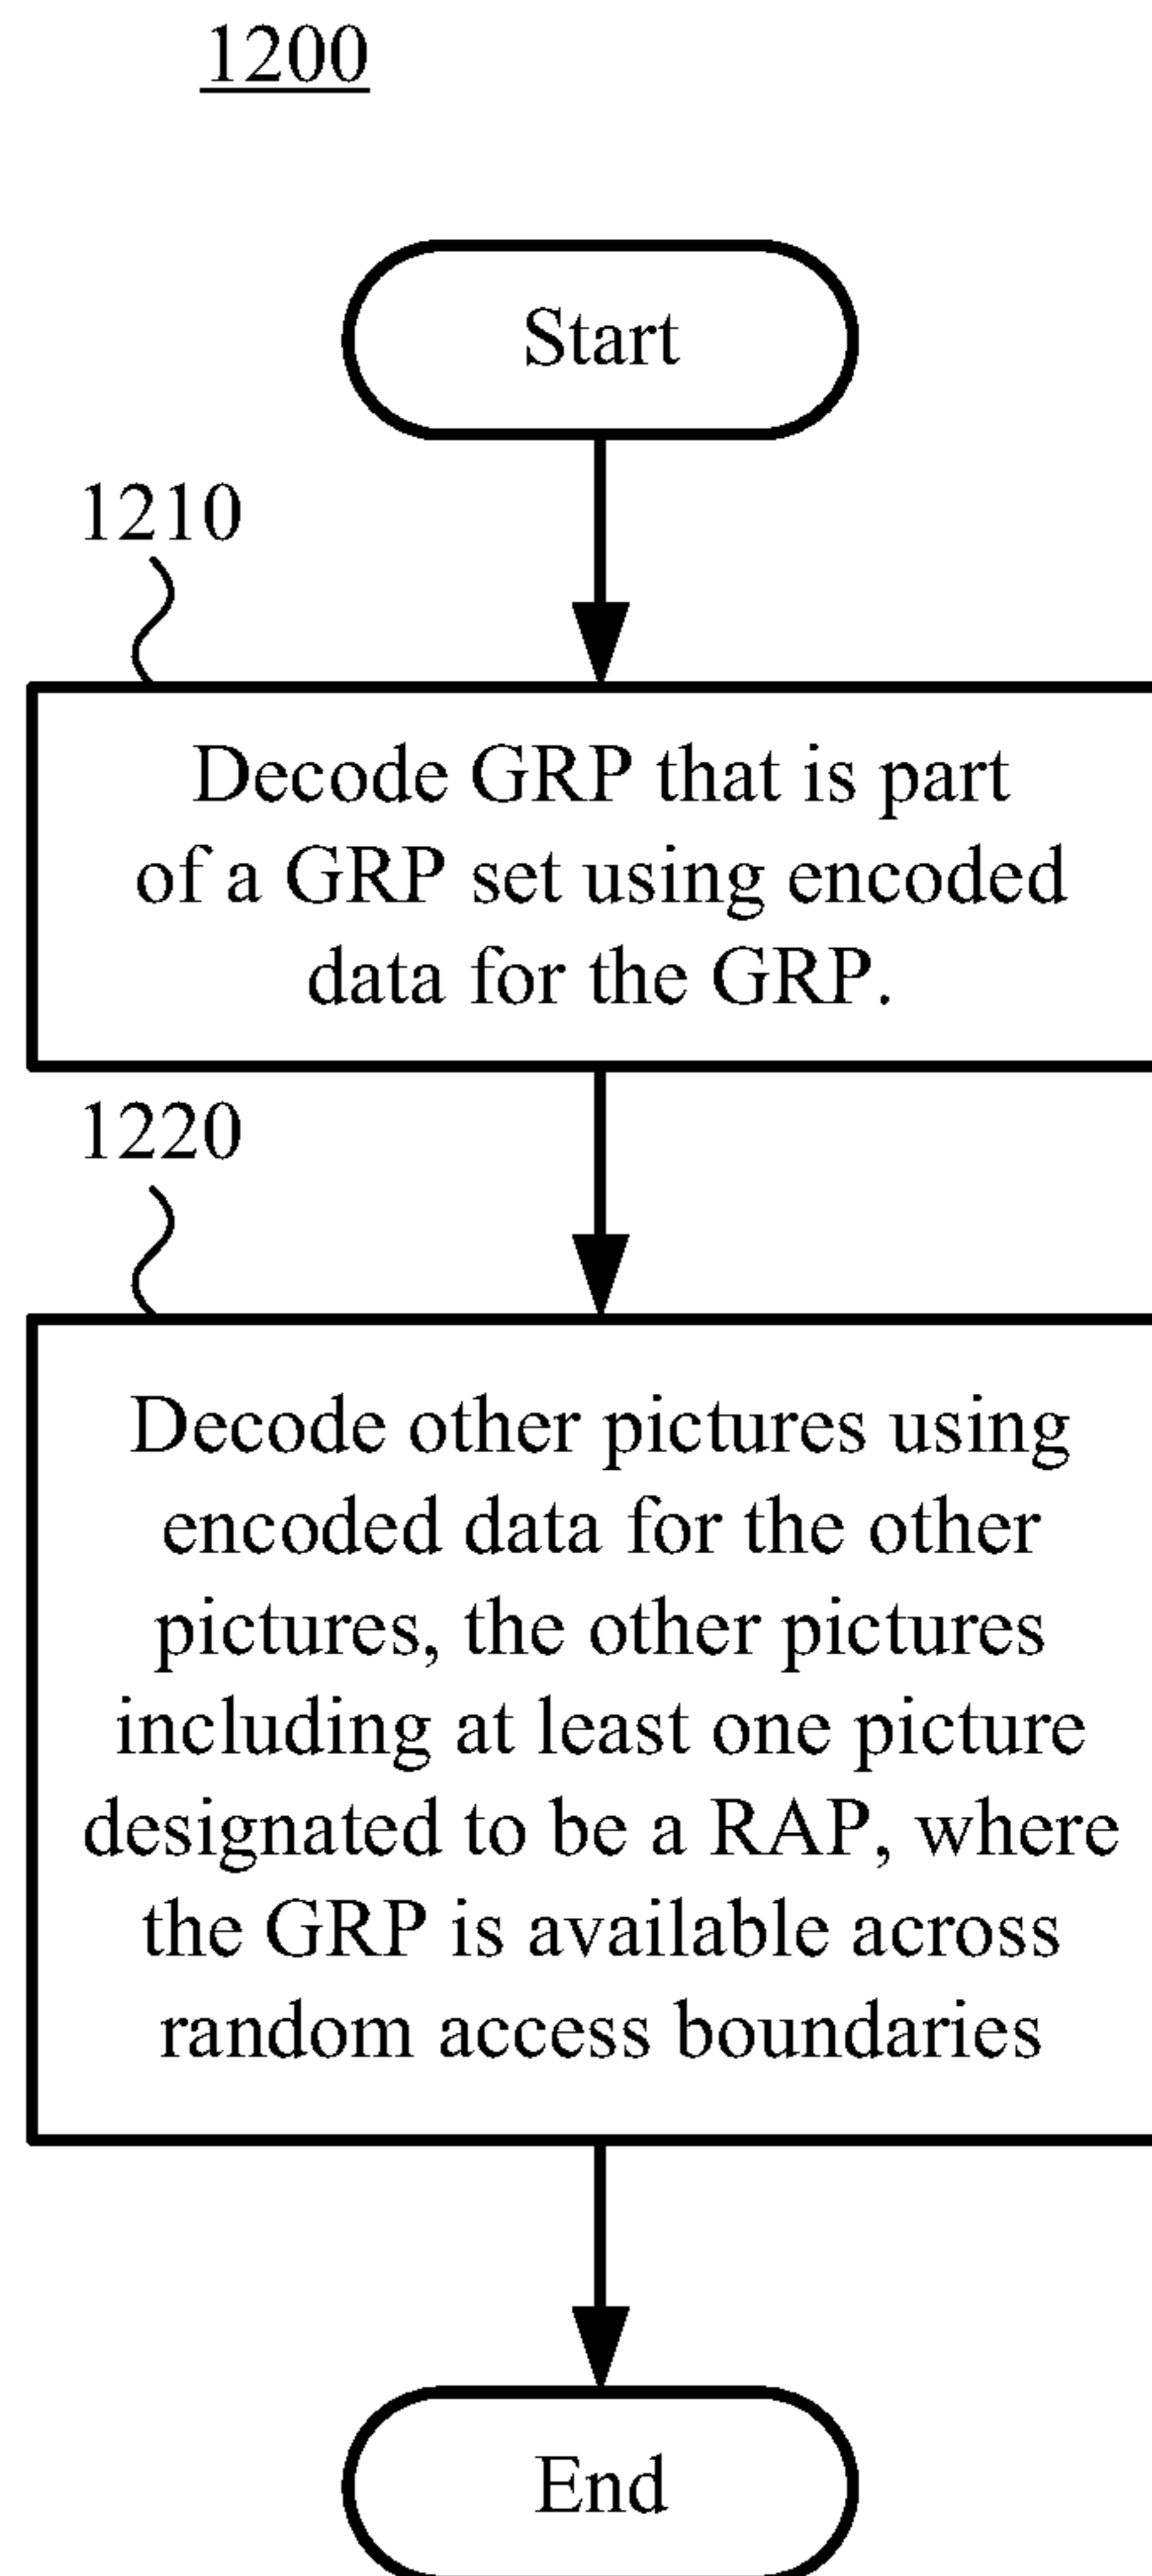 1200
Start
1210
Decode GRP that is part
of a GRP set using encoded
data for the GRP.
1220
Decode other pictures using
encoded data for the other
pictures, the other pictures
including at least one picture
designated to be a RAP, where
the GRP is available across
random access boundaries
End